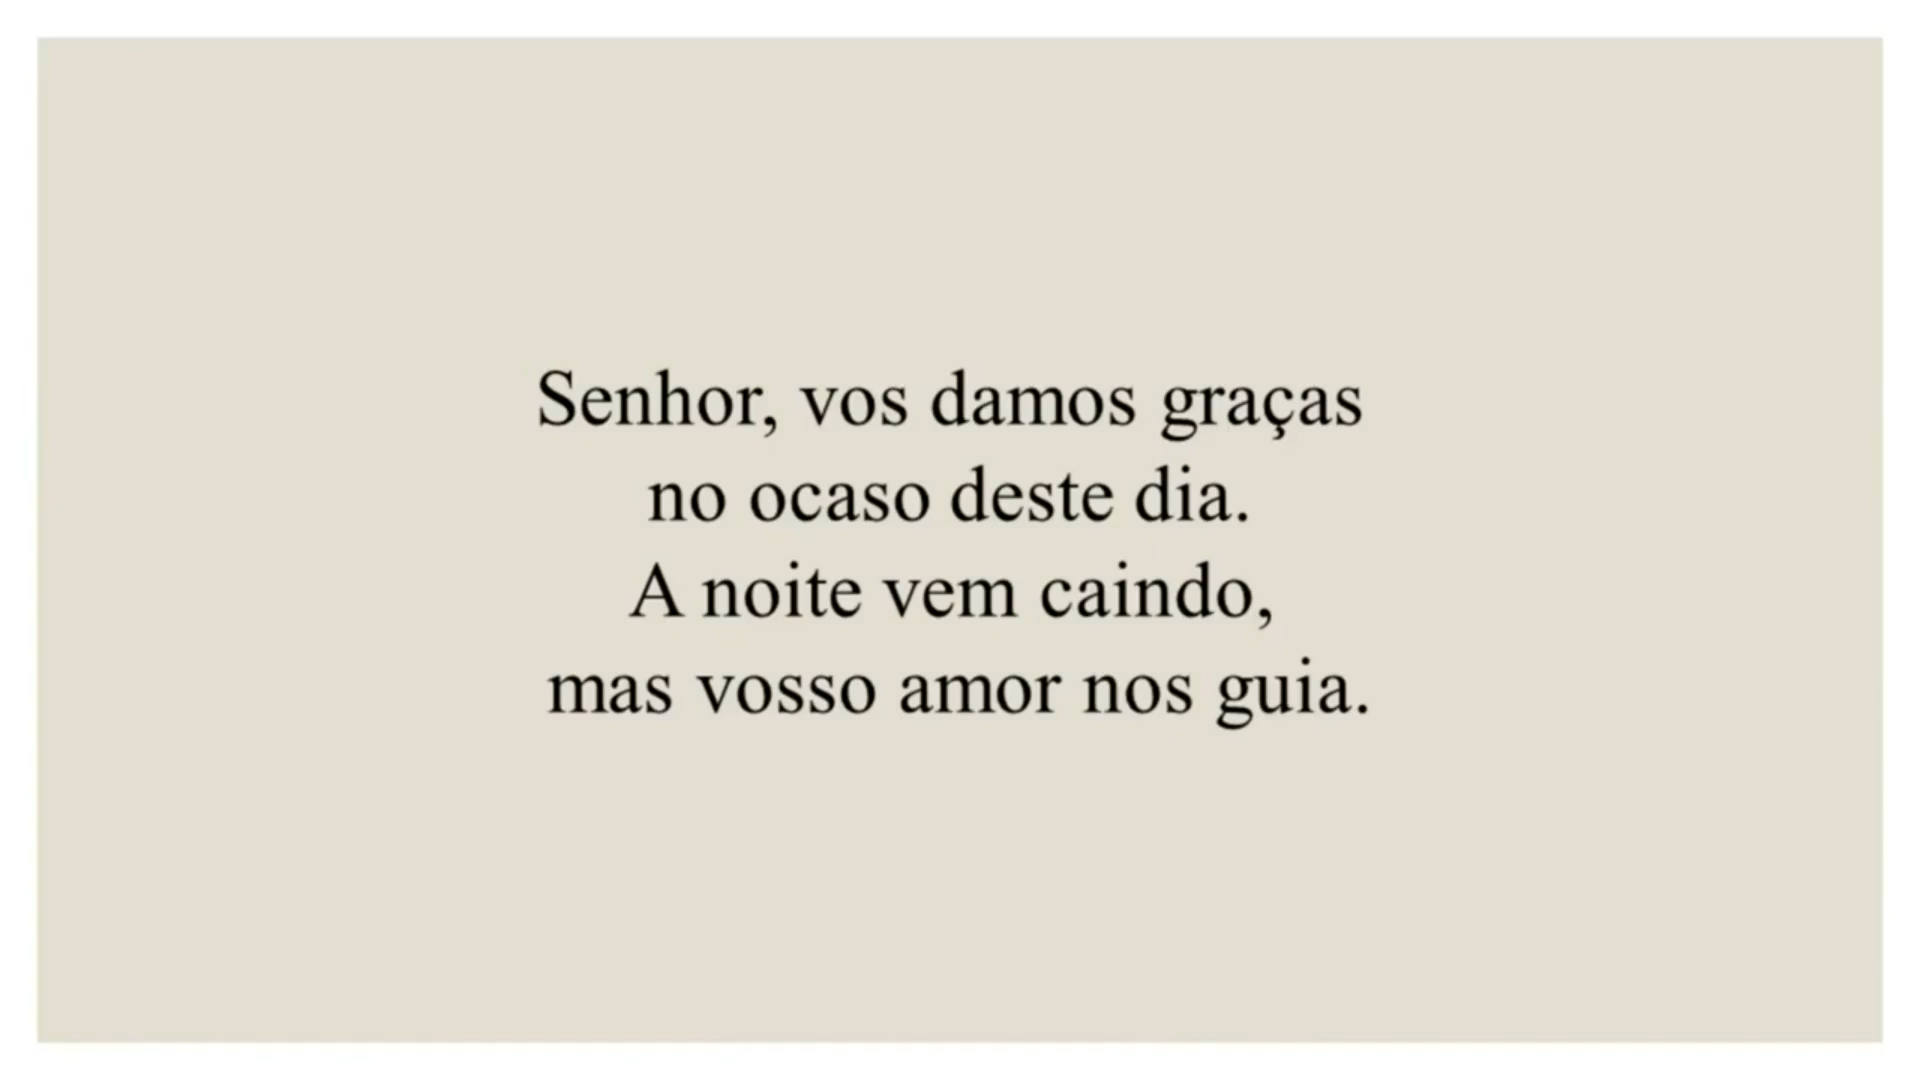 Senhor, vos damos graças
no ocaso deste dia.
A noite vem caindo,
mas vosso amor nos guia.